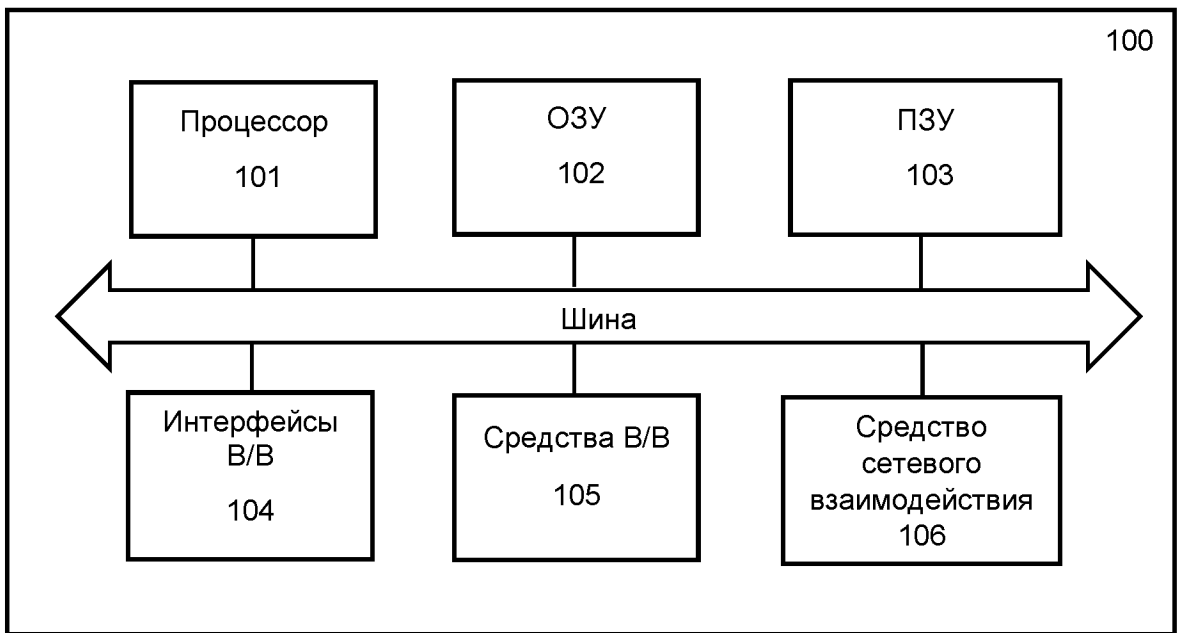 100
Процессор
101
ОЗУ
102
ПЗУ
103
Шина
Интерфейсы
В/В
104
Средства В/В
105
Средство
сетевого
взаимодействия
106